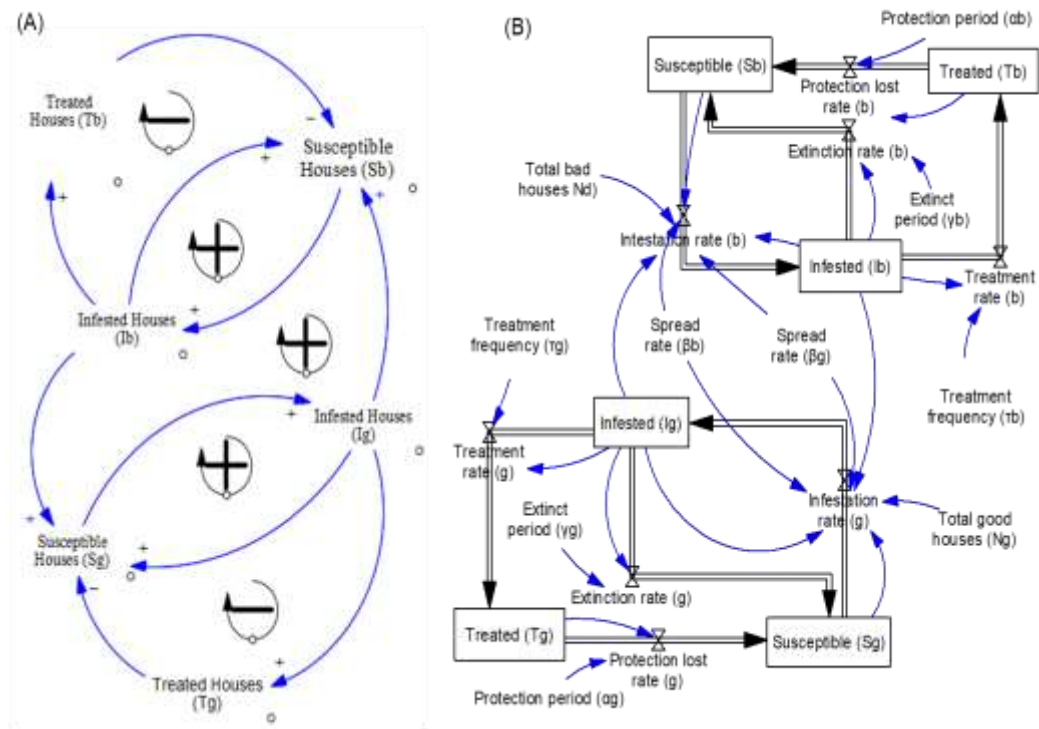 (A)
Treated
Houses (Tb)
−
+
Susceptible
Houses (Sb)
+
+
Infested Houses
(Ib)
+
+
Infested Houses
(Ig)
+
Susceptible
Houses (Sg)
+
−
+
Treated Houses
(Tg)
(B)
Protection period (αb)
Susceptible (Sb)
Treated (Tb)
Protection lost
rate (b)
Extinction rate (b)
Total bad
houses Nd)
Extinct
period (γb)
Intestation rate (b)
Infested (Ib)
Treatment
rate (b)
Treatment
frequency (τg)
Spread
rate (βb)
Spread
rate (βg)
Treatment
frequency (τb)
Infested (Ig)
Treatment
rate (g)
Extinct
period (γg)
Infestation
rate (g)
Total good
houses (Ng)
Extinction rate (g)
Treated (Tg)
Susceptible (Sg)
Protection lost
rate (g)
Protection period (αg)